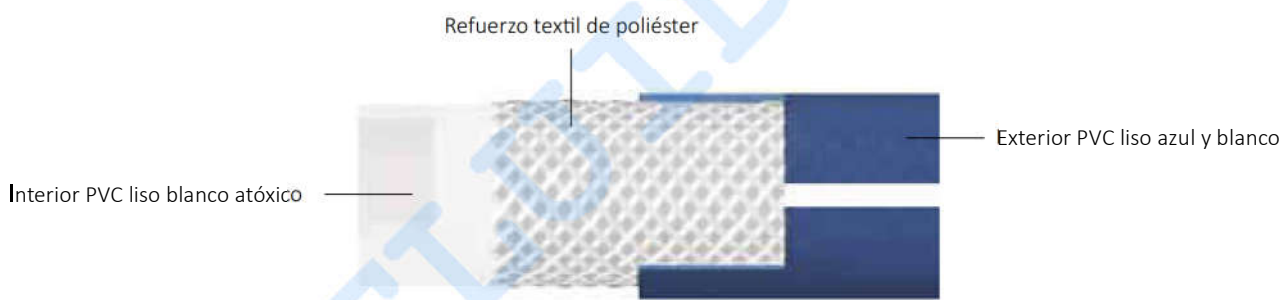 Refuerzo textil de poliéster
Exterior PVC liso azul y blanco
Interior PVC liso blanco atóxico